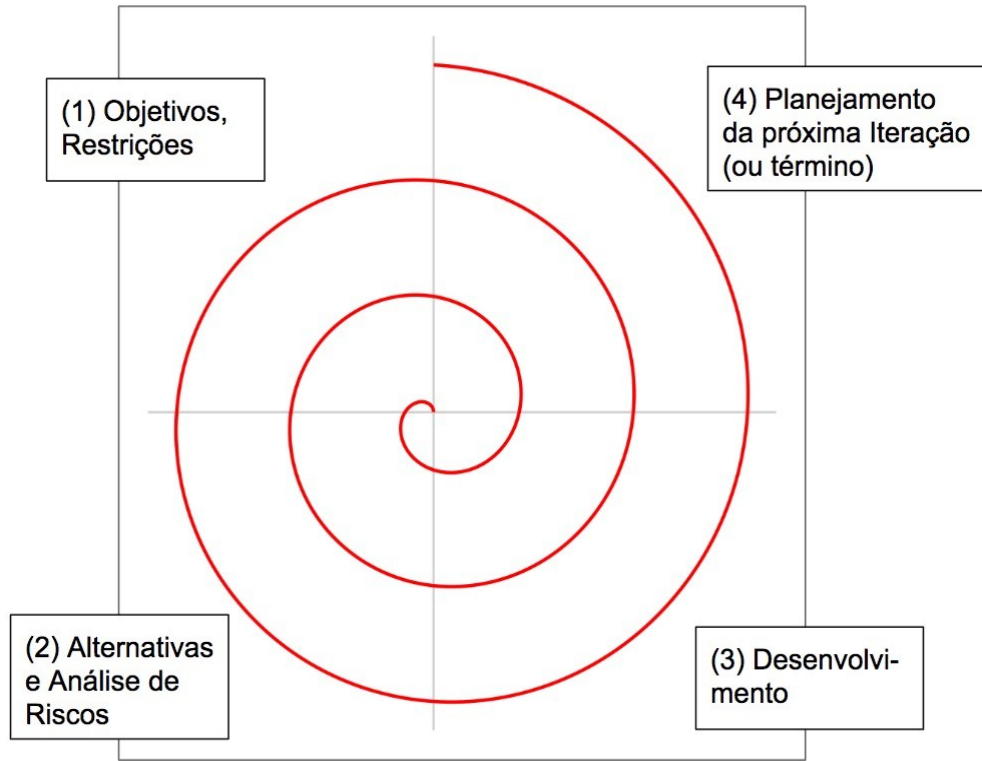 (1) Objetivos,
Restrições
(4) Planejamento
da próxima Iteração
(ou término)
(2) Alternativas
e Análise de
Riscos
(3) Desenvolvi-
mento